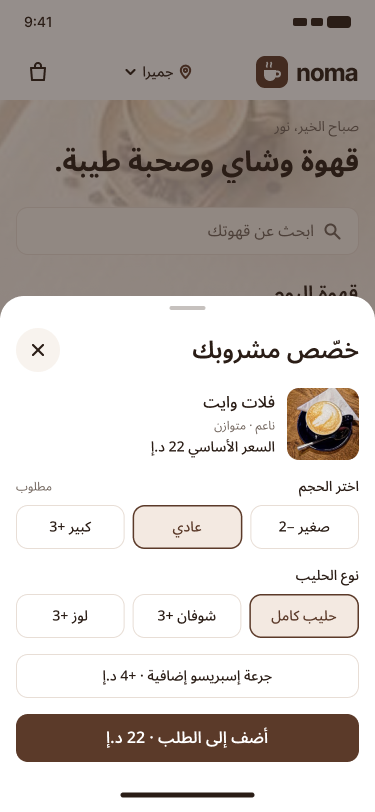 9:41
noma
جميرا
صباح الخير، نور
قهوة وشاي وصحبة طيبة.
ابحث عن قهوتك
قهوة اليوم
خصّص مشروبك
فلات وايت
ناعم · متوازن
السعر الأساسي 22 د.إ
اختر الحجم
مطلوب
صغير –2
عادي
كبير +3
نوع الحليب
حليب كامل
شوفان +3
لوز +3
جرعة إسبريسو إضافية · +4 د.إ
أضف إلى الطلب · 22 د.إ